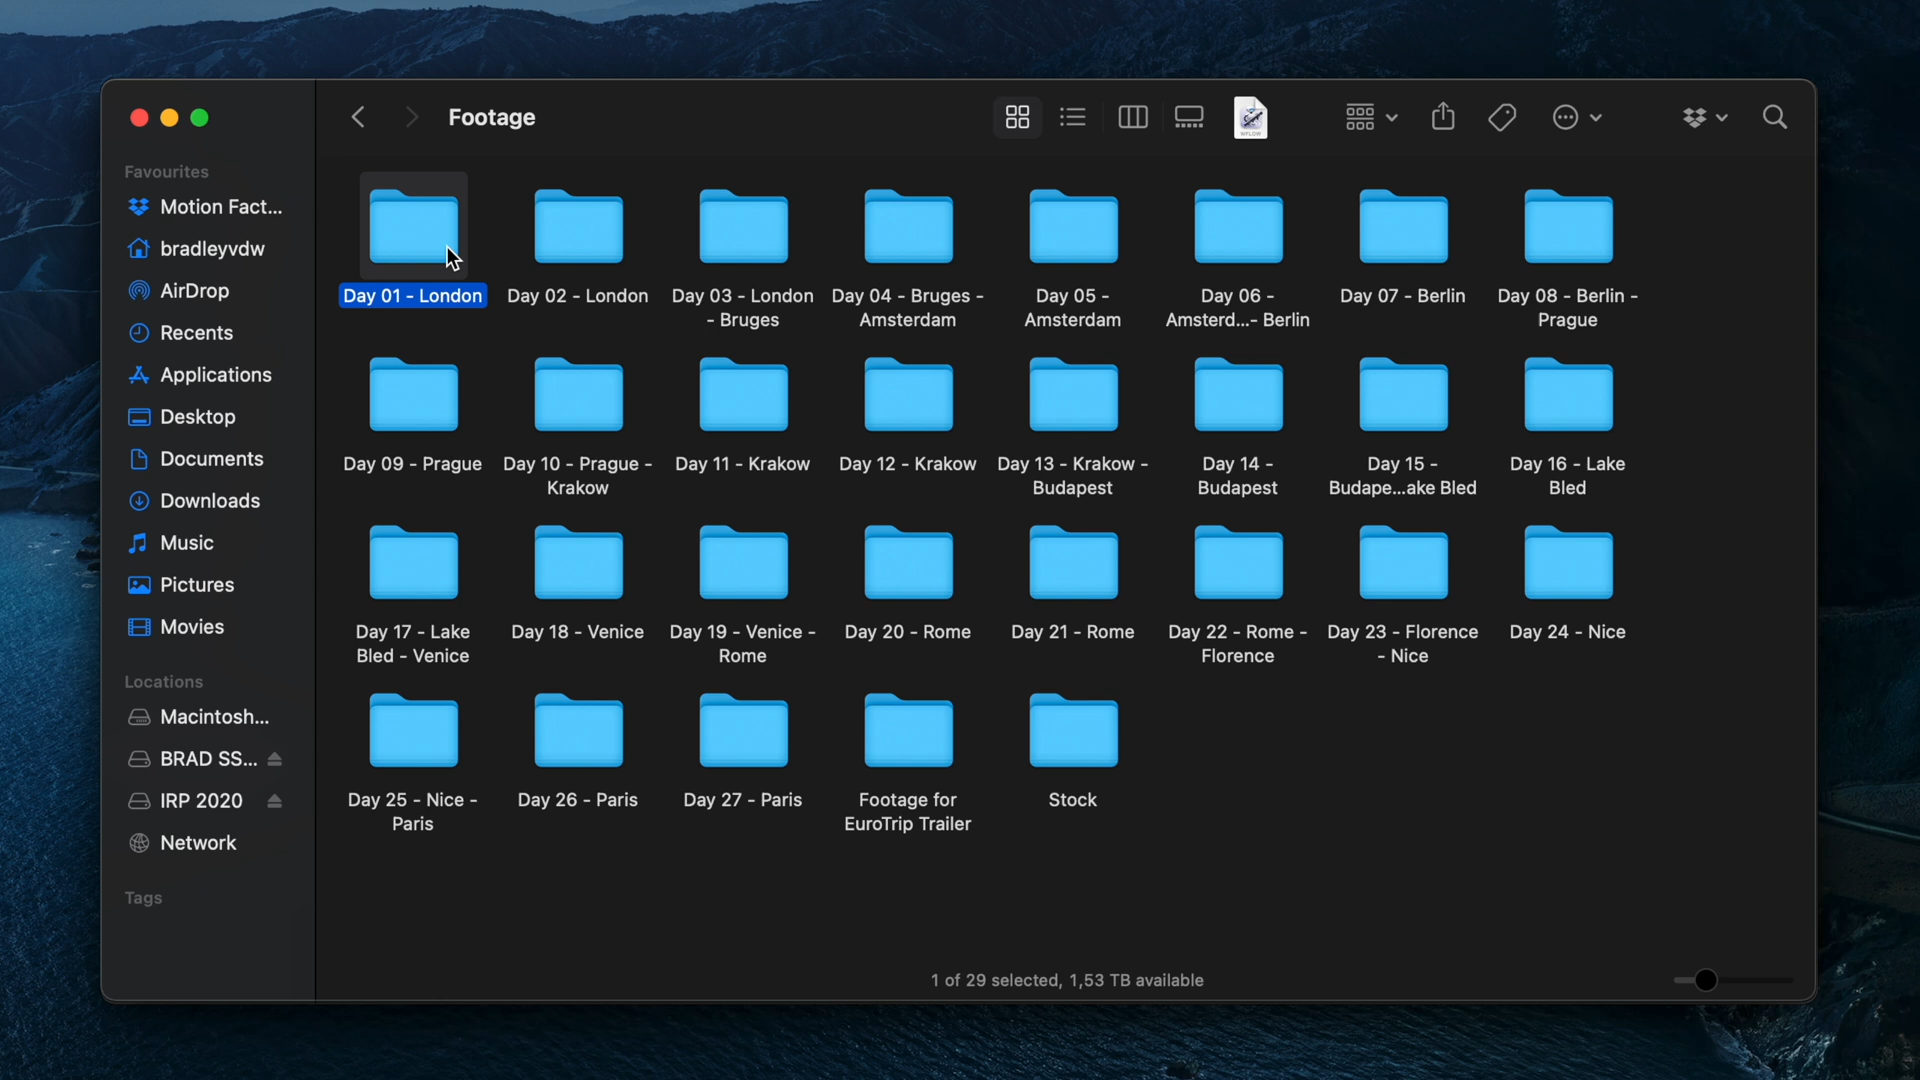 Footage
WFLOW
Favourites
Motion Fact...
bradleyvdw
AirDrop
Recents
Applications
Desktop
Documents
Downloads
Music
Pictures
Movies
Locations
Macintosh...
BRAD SS...
IRP 2020
Network
Tags
Day 01 - London
Day 02 - London
Day 03 - London
- Bruges
Day 04 - Bruges -
Amsterdam
Day 05 -
Amsterdam
Day 06 -
Amsterd...- Berlin
Day 07 - Berlin
Day 08 - Berlin -
Prague
Day 09 - Prague
Day 10 - Prague -
Krakow
Day 11 - Krakow
Day 12 - Krakow
Day 13 - Krakow -
Budapest
Day 14 -
Budapest
Day 15 -
Budape...ake Bled
Day 16 - Lake
Bled
Day 17 - Lake
Bled - Venice
Day 18 - Venice
Day 19 - Venice -
Rome
Day 20 - Rome
Day 21 - Rome
Day 22 - Rome -
Florence
Day 23 - Florence
- Nice
Day 24 - Nice
Day 25 - Nice -
Paris
Day 26 - Paris
Day 27 - Paris
Footage for
EuroTrip Trailer
Stock
1 of 29 selected, 1,53 TB available